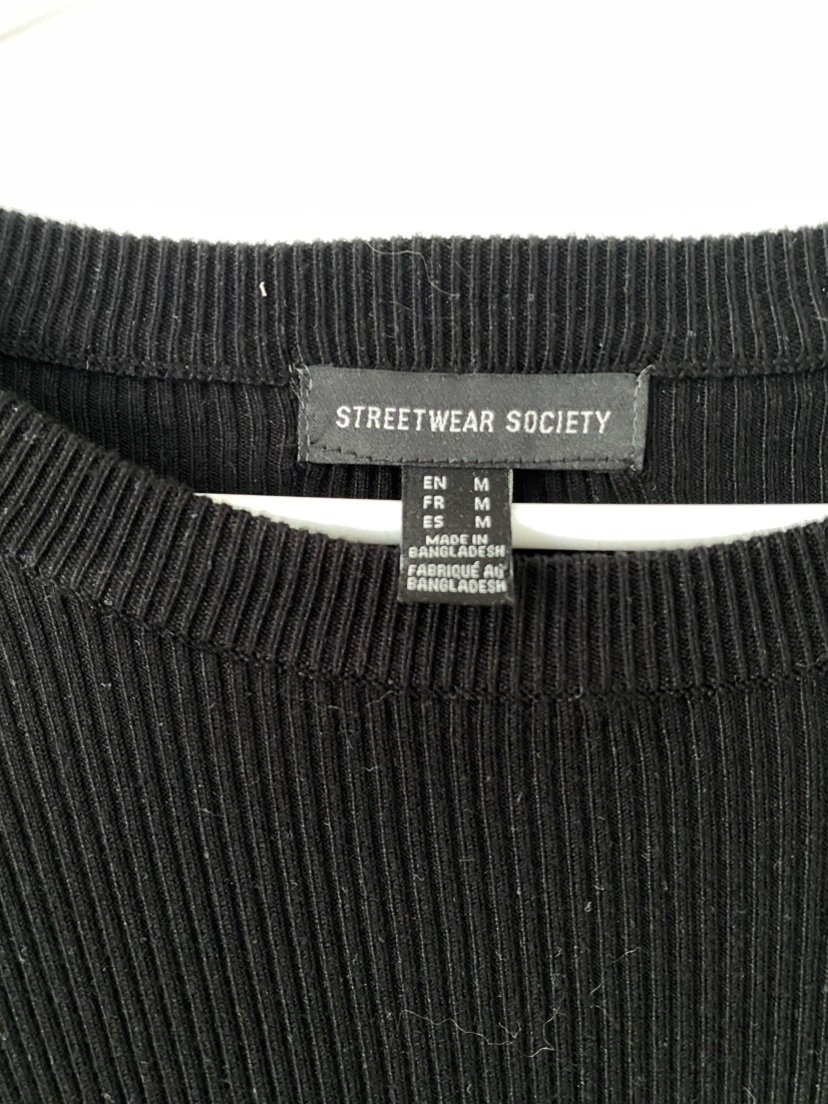 STREETWEAR SOCIETY
EN M
FR M
ES M
MADE IN
BANGLADESH
FABRIQUÉ AU
BANGLADESH